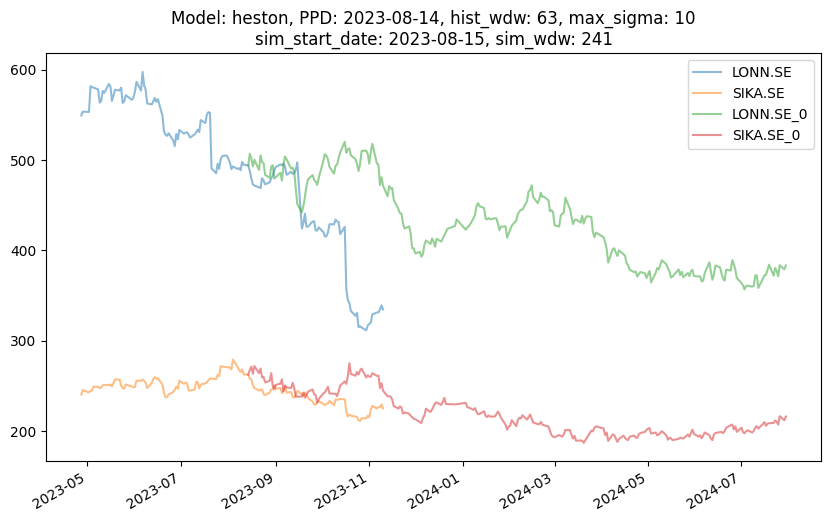 Model: heston, PPD: 2023-08-14, hist_wdw: 63, max_sigma: 10
sim_start_date: 2023-08-15, sim_wdw: 241
600
500
400
300
200
LONN.SE
SIKA.SE
LONN.SE_0
SIKA.SE_0
2023-05
2023-07
2023-09
2023-11
2024-01
2024-03
2024-05
2024-07